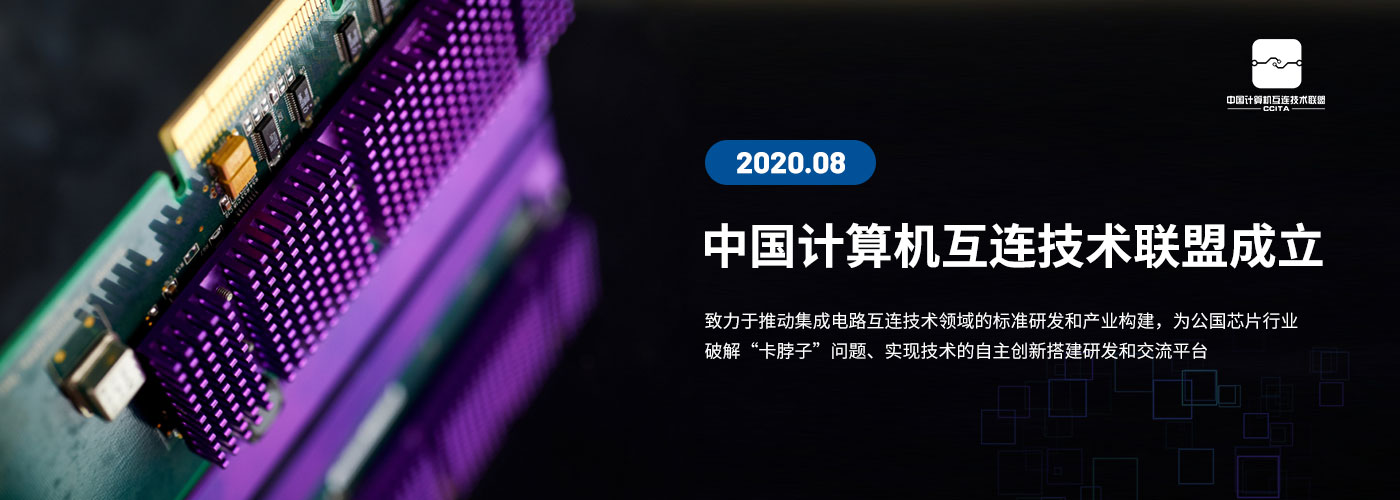 中国计算机互连技术联盟
CCITA
2020.08
中国计算机互连技术联盟成立
致力于推动集成电路互连技术领域的标准研发和产业构建，为公国芯片行业
破解“卡脖子”问题、实现技术的自主创新搭建研发和交流平台